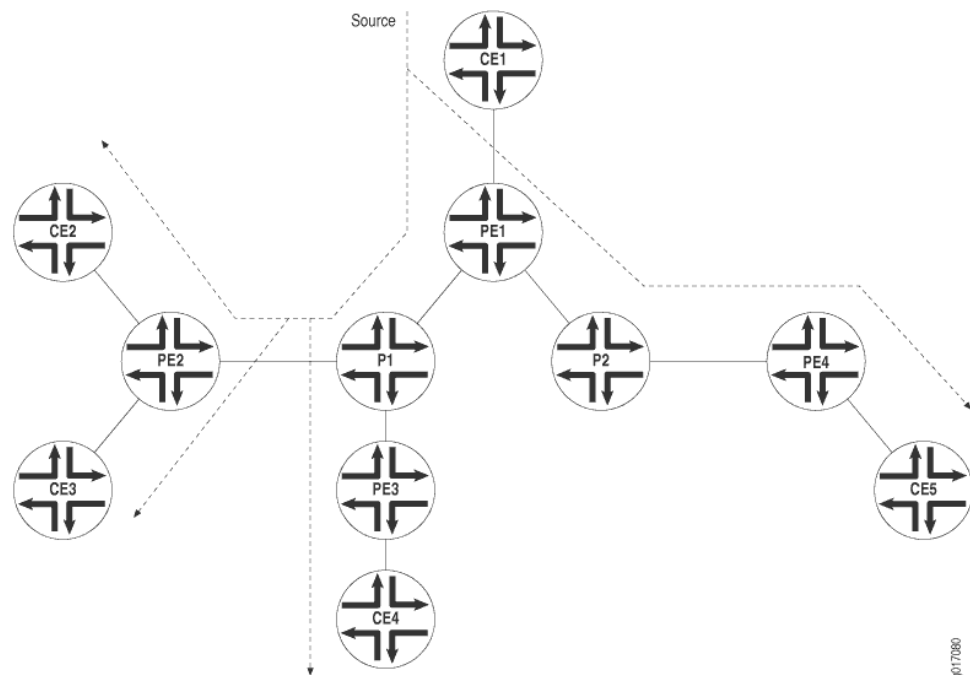 Source
CE1
CE2
PE1
PE2
P1
P2
PE4
CE3
PE3
CE5
CE4
g017080